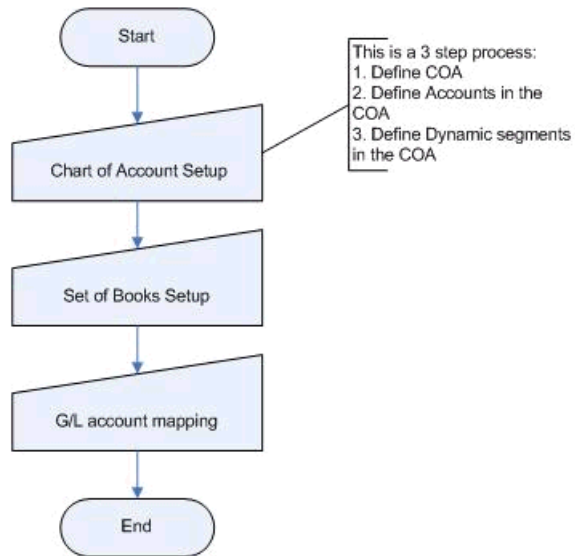 Start
This is a 3 step process:
1. Define COA
2. Define Accounts in the
COA
3. Define Dynamic segments
in the COA
Chart of Account Setup
Set of Books Setup
G/L account mapping
End